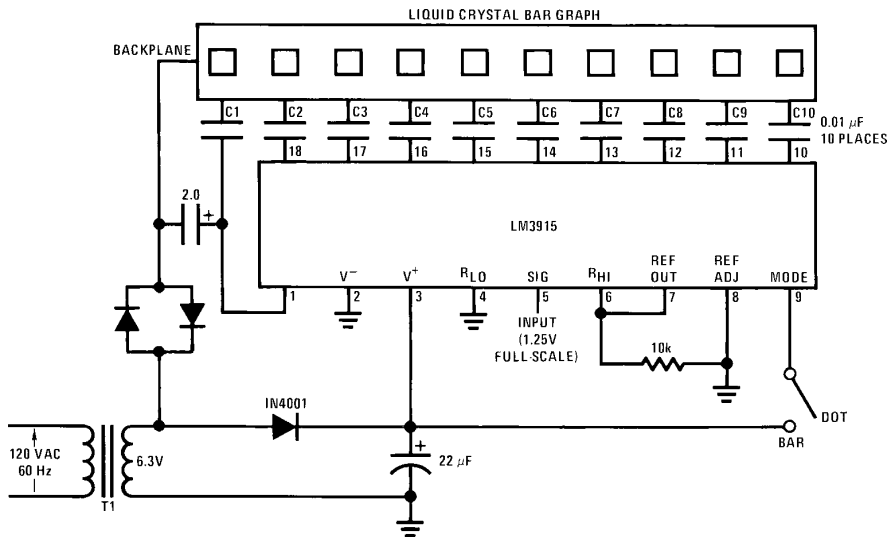 LIQUID CRYSTAL BAR GRAPH
BACKPLANE
C1 C2 C3 C4 C5 C6 C7 C8 C9 C10
0.01 μF
10 PLACES
18 17 16 15 14 13 12 11 10
2.0
+
LM3915
V− V+ RLO SIG RHI REF OUT REF ADJ MODE
1 2 3 4 5 6 7 8 9
INPUT
(1.25V
FULL-SCALE)
10k
DOT
BAR
IN4001
+
22 μF
120 VAC
60 Hz
6.3V
T1